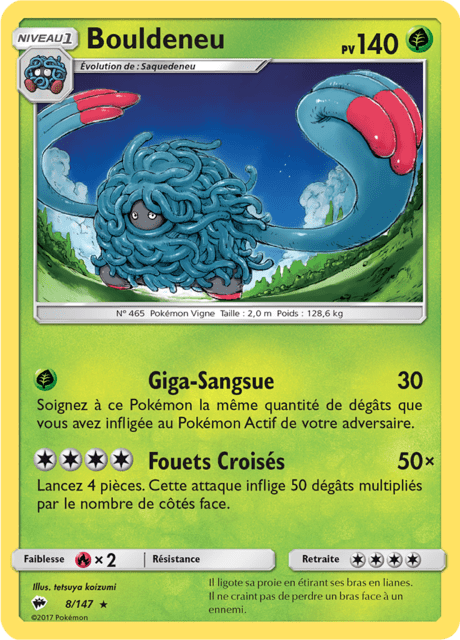 NIVEAU 1
Bouldeneu
PV 140
Évolution de : Saquedeneu
N° 465 Pokémon Vigne Taille : 2,0 m Poids : 128,6 kg
Giga-Sangsue 30
Soignez à ce Pokémon la même quantité de dégâts que
vous avez infligée au Pokémon Actif de votre adversaire.
Fouets Croisés 50×
Lancez 4 pièces. Cette attaque inflige 50 dégâts multipliés
par le nombre de côtés face.
Faiblesse × 2 Résistance Retraite
Illus. tetsuya koizumi
8/147 ★
©2017 Pokémon
Il ligote sa proie en étirant ses bras en lianes.
Il ne craint pas de perdre un bras face à un
ennemi.